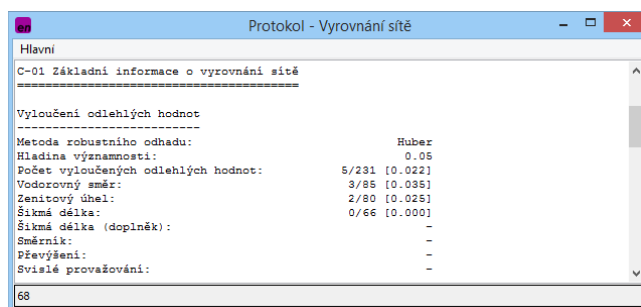 en
Protokol - Vyrovnání sítě
Hlavní
C-01 Základní informace o vyrovnání sítě
========================================
Vyloučení odlehlých hodnot
--------------------------
Metoda robustního odhadu: Huber
Hladina významnosti: 0.05
Počet vyloučených odlehlých hodnot: 5/231 [0.022]
Vodorovný směr: 3/85 [0.035]
Zenitový úhel: 2/80 [0.025]
Šikmá délka: 0/66 [0.000]
Šikmá délka (doplněk): -
Směrník: -
Převýšení: -
Svislé provažování: -
68